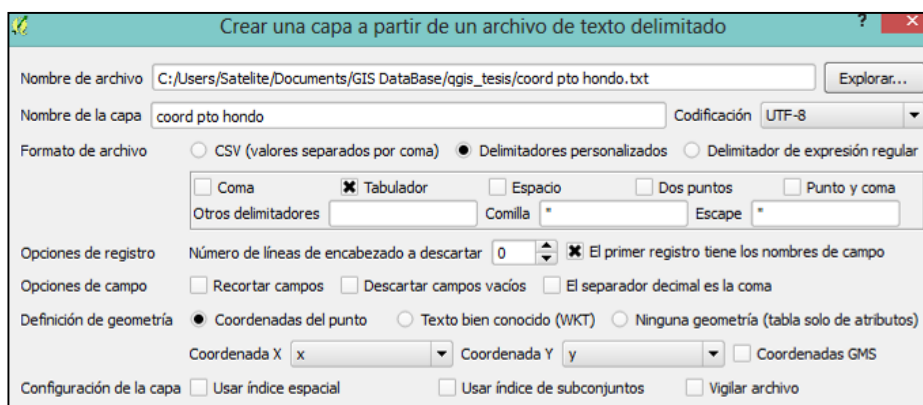 Crear una capa a partir de un archivo de texto delimitado ? ×
Nombre de archivo C:/Users/Satelite/Documents/GIS DataBase/qgis_tesis/coord pto hondo.txt Explorar...
Nombre de la capa coord pto hondo Codificación UTF-8
Formato de archivo CSV (valores separados por coma) Delimitadores personalizados Delimitador de expresión regular
Coma Tabulador Espacio Dos puntos Punto y coma
Otros delimitadores Comilla " Escape "
Opciones de registro Número de líneas de encabezado a descartar 0 El primer registro tiene los nombres de campo
Opciones de campo Recortar campos Descartar campos vacíos El separador decimal es la coma
Definición de geometría Coordenadas del punto Texto bien conocido (WKT) Ninguna geometría (tabla solo de atributos)
Coordenada X x Coordenada Y y Coordenadas GMS
Configuración de la capa Usar índice espacial Usar índice de subconjuntos Vigilar archivo